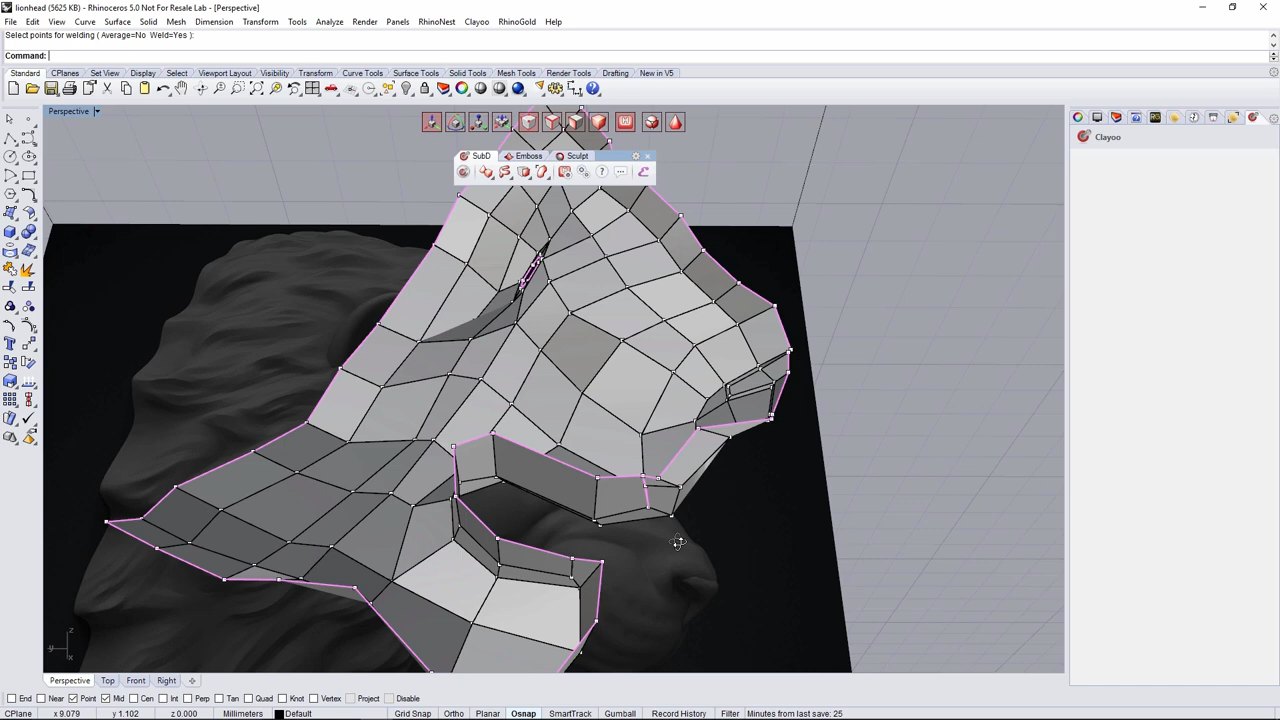 lionhead (5625 KB) - Rhinoceros 5.0 Not For Resale Lab - [Perspective]
File Edit View Curve Surface Solid Mesh Dimension Transform Tools Analyze Render Panels RhinoNest Clayoo RhinoGold Help
Select points for welding ( Average=No Weld=Yes ):
Command:
Standard CPlanes Set View Display Select Viewport Layout Visibility Transform Curve Tools Surface Tools Solid Tools Mesh Tools Render Tools Drafting New in V5
Perspective
Clayoo
SubD Emboss Sculpt
z
y
x
Perspective Top Front Right
End Near Point Mid Cen Int Perp Tan Quad Knot Vertex Project Disable
CPlane x 9.079 y 1.102 z 0.000 Millimeters Default Grid Snap Ortho Planar Osnap SmartTrack Gumball Record History Filter Minutes from last save: 25